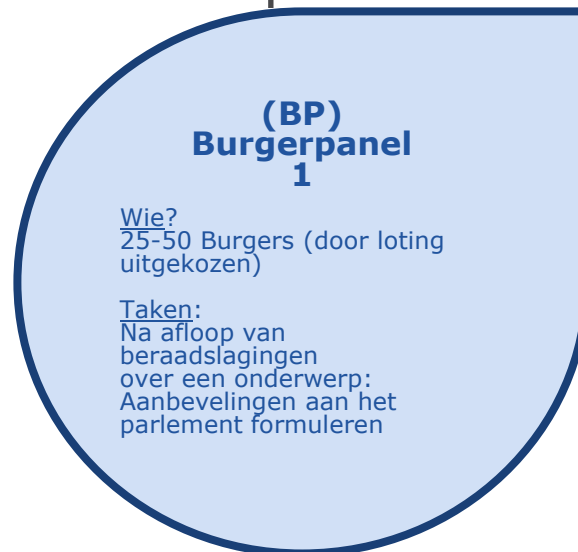 (BP)
Burgerpanel
1
Wie?
25-50 Burgers (door loting
uitgekozen)
Taken:
Na afloop van
beraadslagingen
over een onderwerp:
Aanbevelingen aan het
parlement formuleren